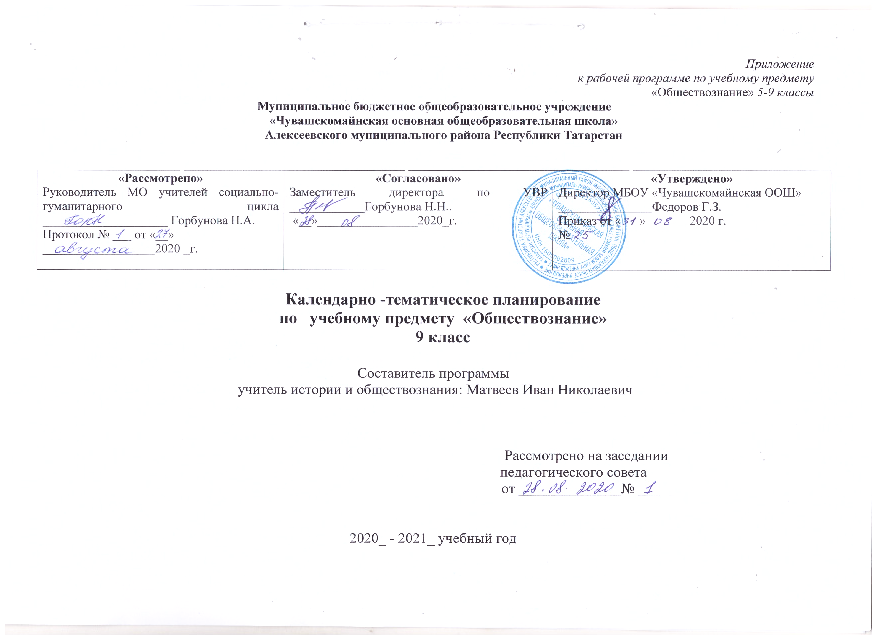 Приложение
к рабочей программе по учебному предмету
«Обществознание» 5-9 классы
Муниципальное бюджетное общеобразовательное учреждение
«Чувашскомайнская основная общеобразовательная школа»
Алексеевского муниципального района Республики Татарстан
«Рассмотрено»
Руководитель МО учителей социально-
гуманитарного цикла
Горбунова Н.А.
Протокол № 1 от «27»
августа 2020 _г.
«Согласовано»
Заместитель директора по УВР
Горбунова Н.Н..
«28» 08 2020_г.
«Утверждено»
Директор МБОУ «Чувашскомайнская ООШ»
Федоров Г.З.
Приказ от «31» 08 2020 г.
№ 25
Календарно -тематическое планирование
по учебному предмету «Обществознание»
9 класс
Составитель программы
учитель истории и обществознания: Матвеев Иван Николаевич
Рассмотрено на заседании
педагогического совета
от 28.08. 2020 № 1
2020_ - 2021_ учебный год